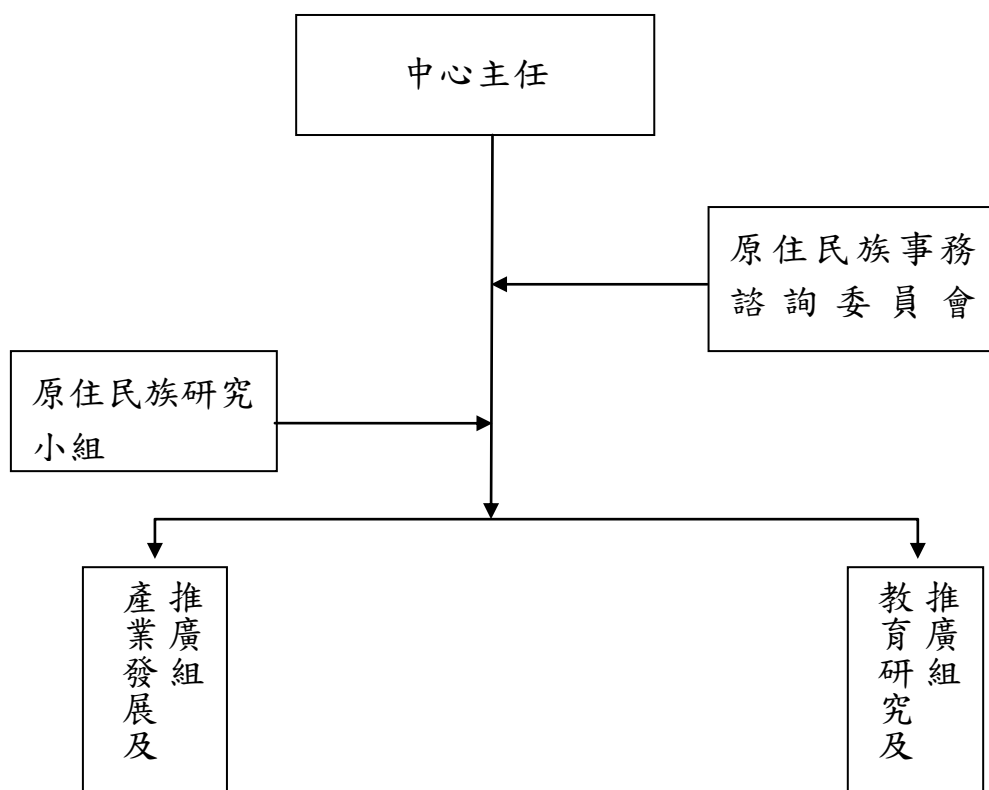 中心主任
原住民族事務
諮詢委員會
原住民族研究
小組
產業發展及
推廣組
教育研究及
推廣組